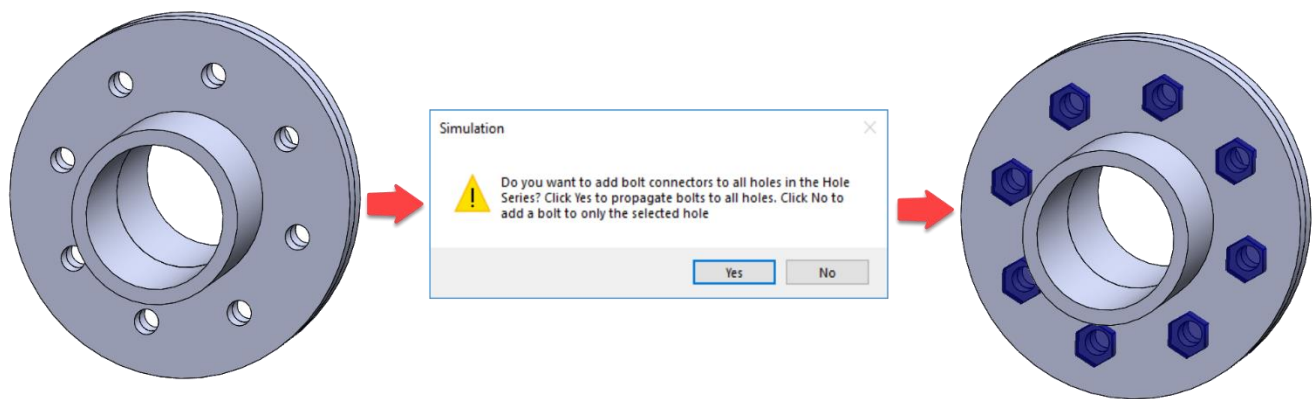 Simulation
Do you want to add bolt connectors to all holes in the Hole
Series? Click Yes to propagate bolts to all holes. Click No to
add a bolt to only the selected hole
Yes
No